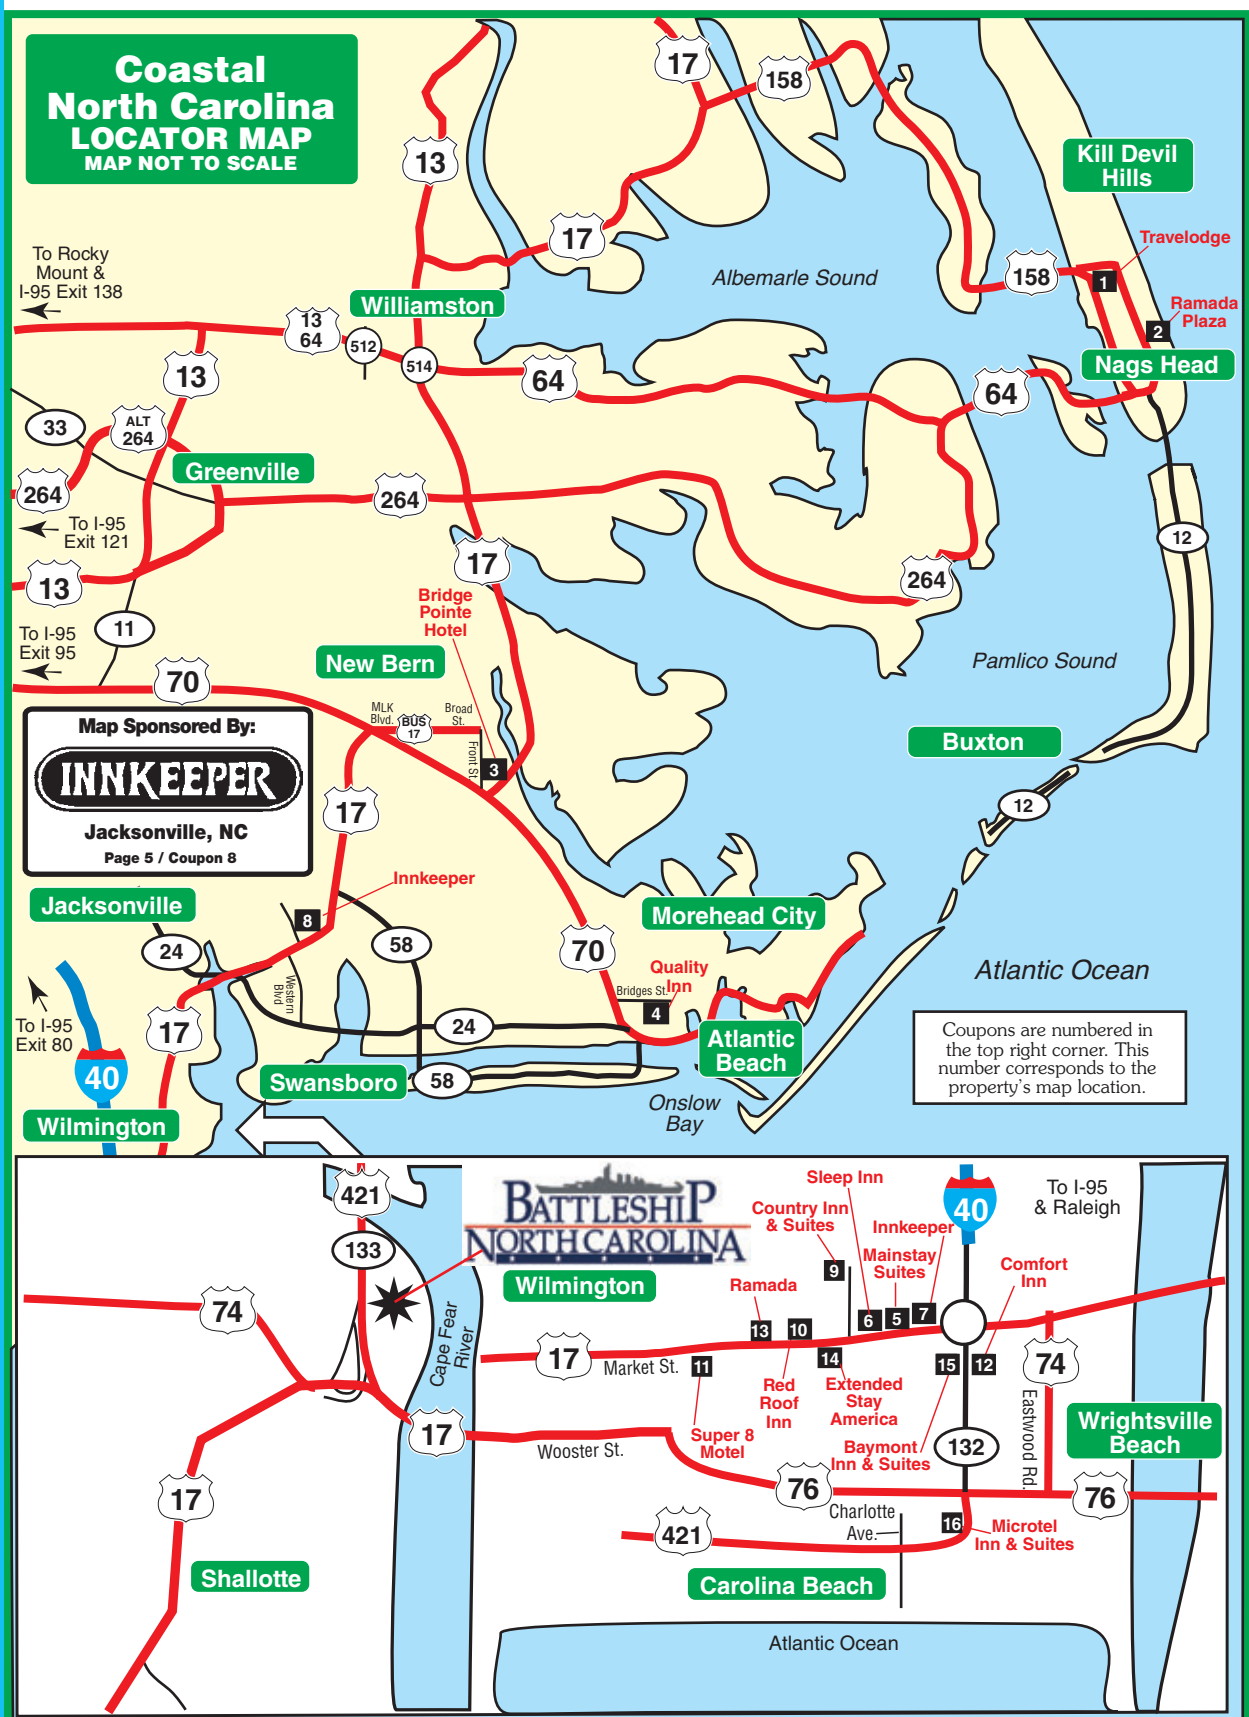 Coastal
North Carolina
LOCATOR MAP
MAP NOT TO SCALE
17
158
13
Kill Devil
Hills
To Rocky
Mount &
I-95 Exit 138
17
Albemarle Sound
158
Travelodge
1
Ramada
Plaza
2
Williamston
13
64
512
514
13
64
64
Nags Head
33
ALT
264
Greenville
264
264
To I-95
Exit 121
12
13
17
264
Bridge
Pointe
Hotel
11
To I-95
Exit 95
New Bern
Pamlico Sound
70
MLK
Blvd.
BUS
17
Broad
St.
Front St.
3
Buxton
Map Sponsored By:
INNKEEPER
Jacksonville, NC
Page 5 / Coupon 8
17
12
Innkeeper
Jacksonville
8
Morehead City
24
58
70
Quality
Inn
Bridges St.
4
Western
Blvd
Atlantic Ocean
To I-95
Exit 80
17
24
Atlantic
Beach
Coupons are numbered in
the top right corner. This
number corresponds to the
property's map location.
40
Swansboro
58
Onslow
Bay
Wilmington
421
133
BATTLESHIP
NORTH CAROLINA
Sleep Inn
Country Inn
& Suites
Innkeeper
40
To I-95
& Raleigh
9
Mainstay
Suites
Comfort
Inn
Wilmington
Ramada
74
Cape Fear
River
13
10
6
5
7
17
Market St.
11
14
15
12
74
Red
Roof
Inn
Extended
Stay
America
Eastwood Rd.
Wrightsville
Beach
17
Wooster St.
Super 8
Motel
Baymont
Inn & Suites
132
17
76
76
Charlotte
Ave.
16
Microtel
Inn & Suites
421
Shallotte
Carolina Beach
Atlantic Ocean